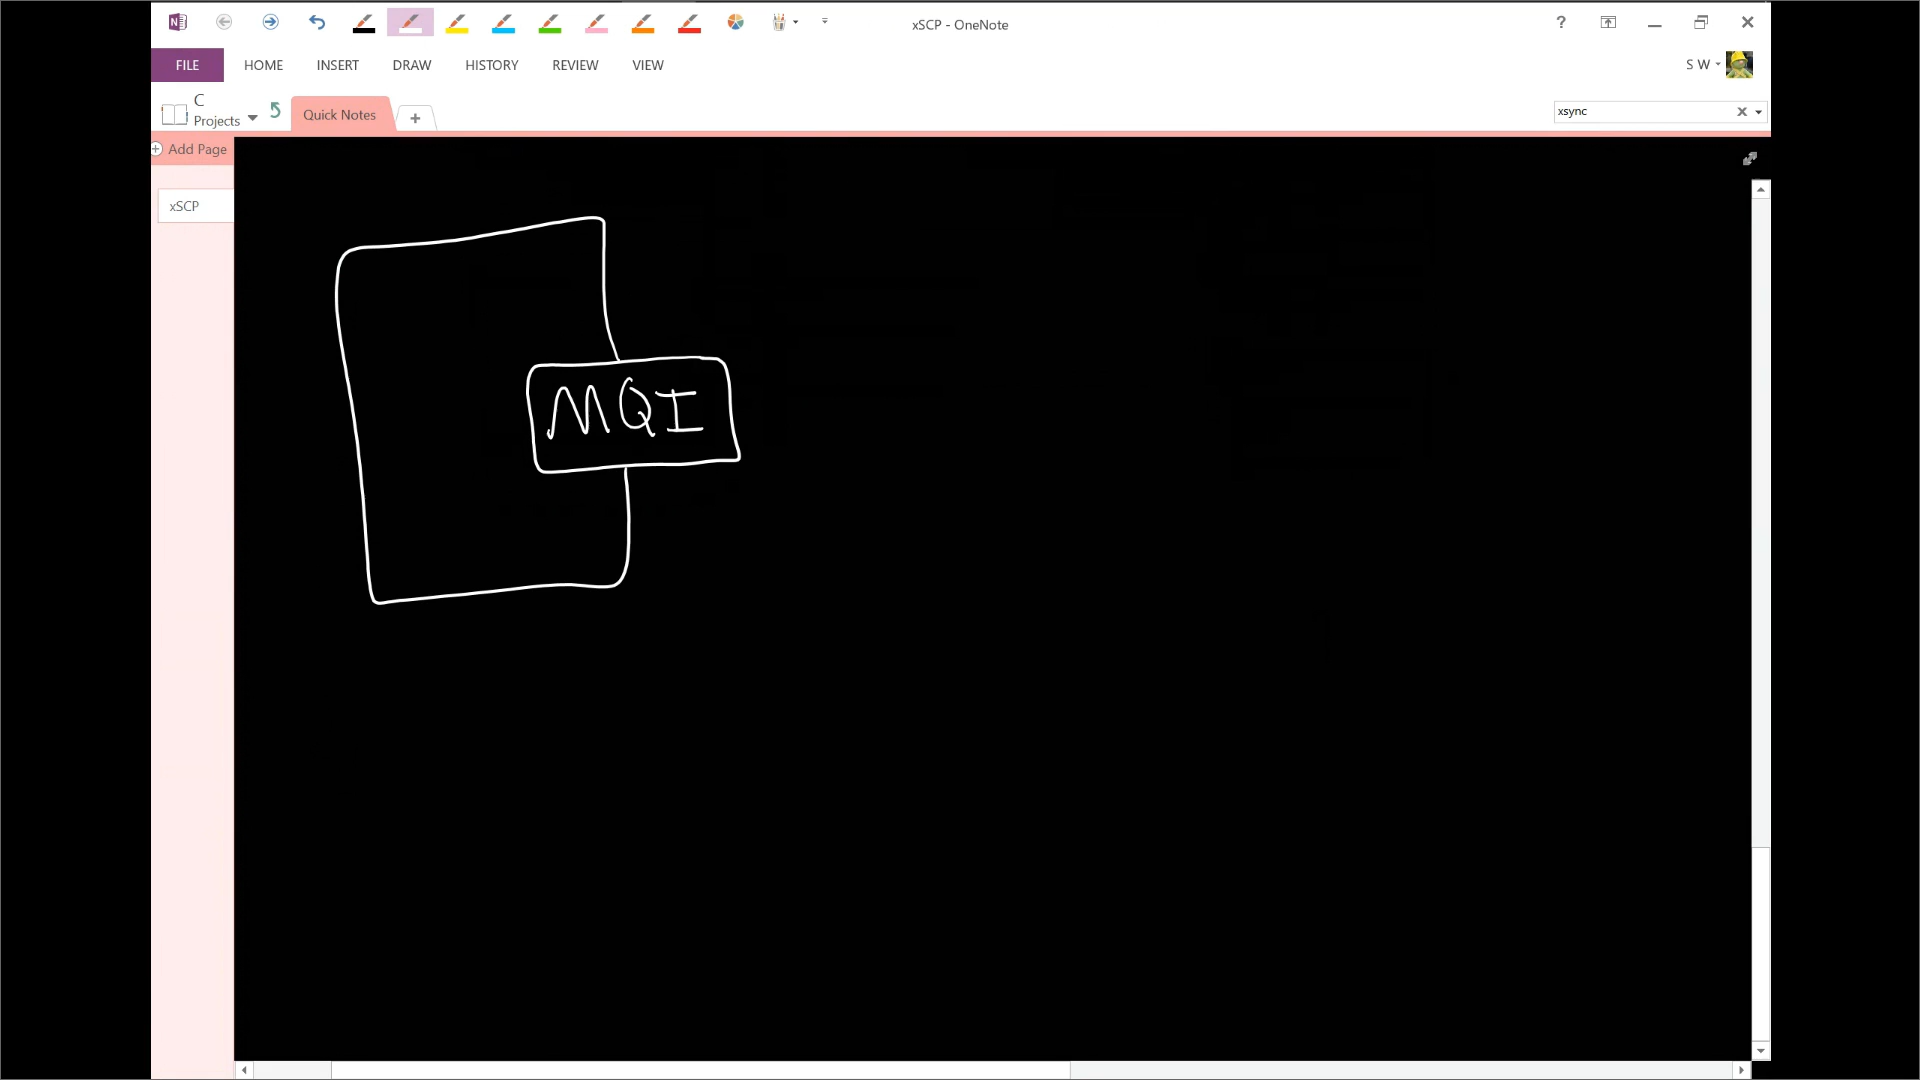 xSCP - OneNote
?
FILE HOME INSERT DRAW HISTORY REVIEW VIEW
S W
C
Projects
Quick Notes
+
xsync
Add Page
xSCP
MQI